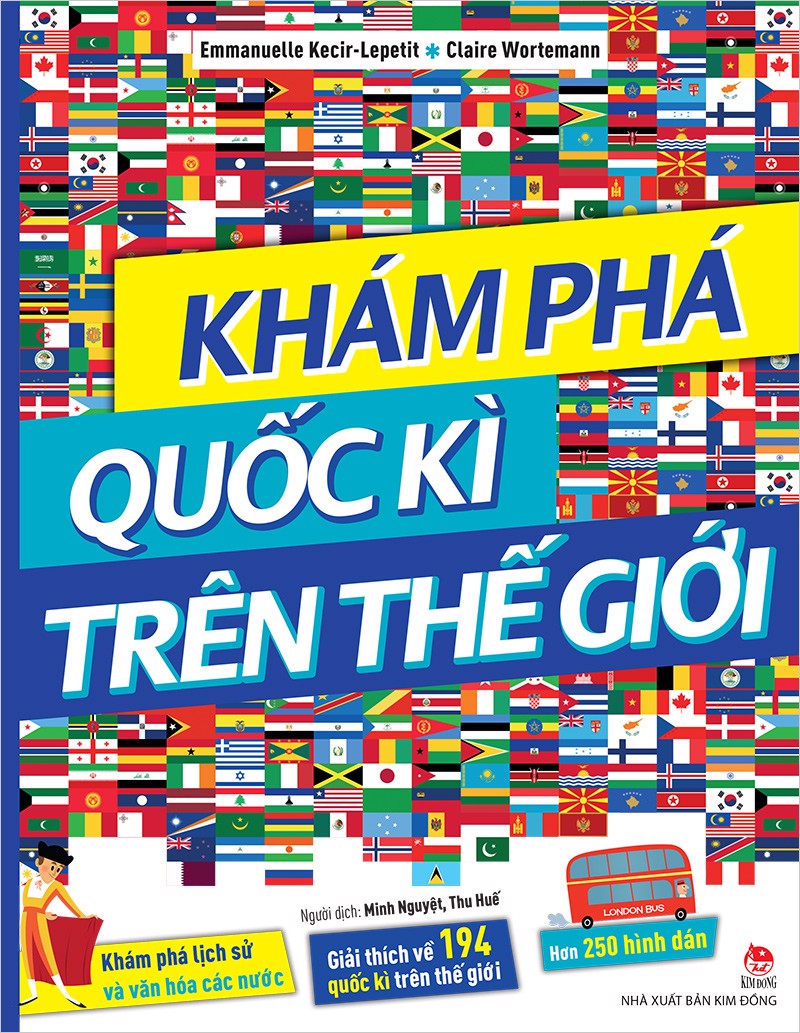 Emmanuelle Kecir-Lepetit * Claire Wortemann
KHÁM PHÁ
QUỐC KÌ
TRÊN THẾ GIỚI
Người dịch: Minh Nguyệt, Thu Huế
Khám phá lịch sử
và văn hóa các nước
Giải thích về 194
quốc kì trên thế giới
LONDON BUS
Hơn 250 hình dán
KIM ĐỒNG
NHÀ XUẤT BẢN KIM ĐỒNG